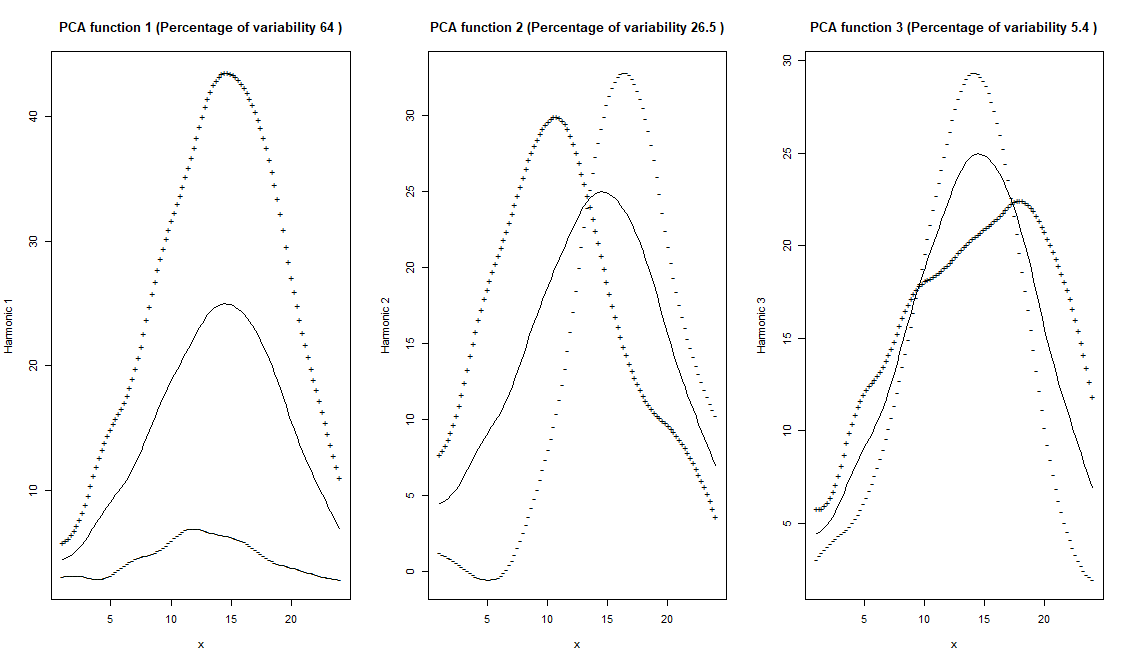 PCA function 1 (Percentage of variability 64 )
Harmonic 1
40
30
20
10
5 10 15 20
x
PCA function 2 (Percentage of variability 26.5 )
Harmonic 2
30
25
20
15
10
5
0
5 10 15 20
x
PCA function 3 (Percentage of variability 5.4 )
Harmonic 3
30
25
20
15
10
5
5 10 15 20
x